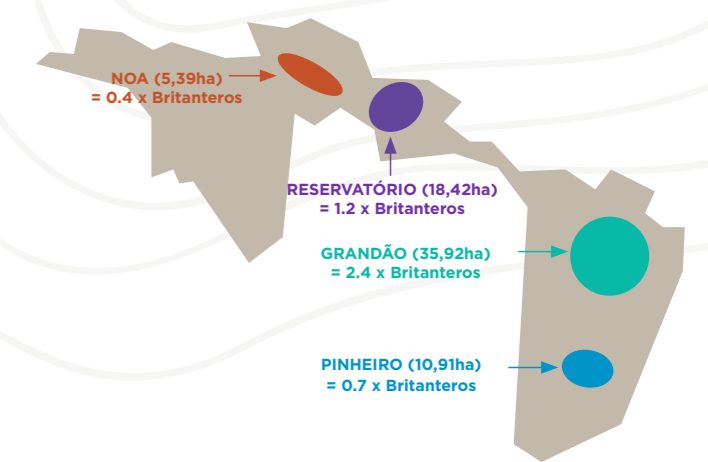 NOA (5,39ha)
= 0.4 x Britanteros
RESERVATÓRIO (18,42ha)
= 1.2 x Britanteros
GRANDÃO (35,92ha)
= 2.4 x Britanteros
PINHEIRO (10,91ha)
= 0.7 x Britanteros